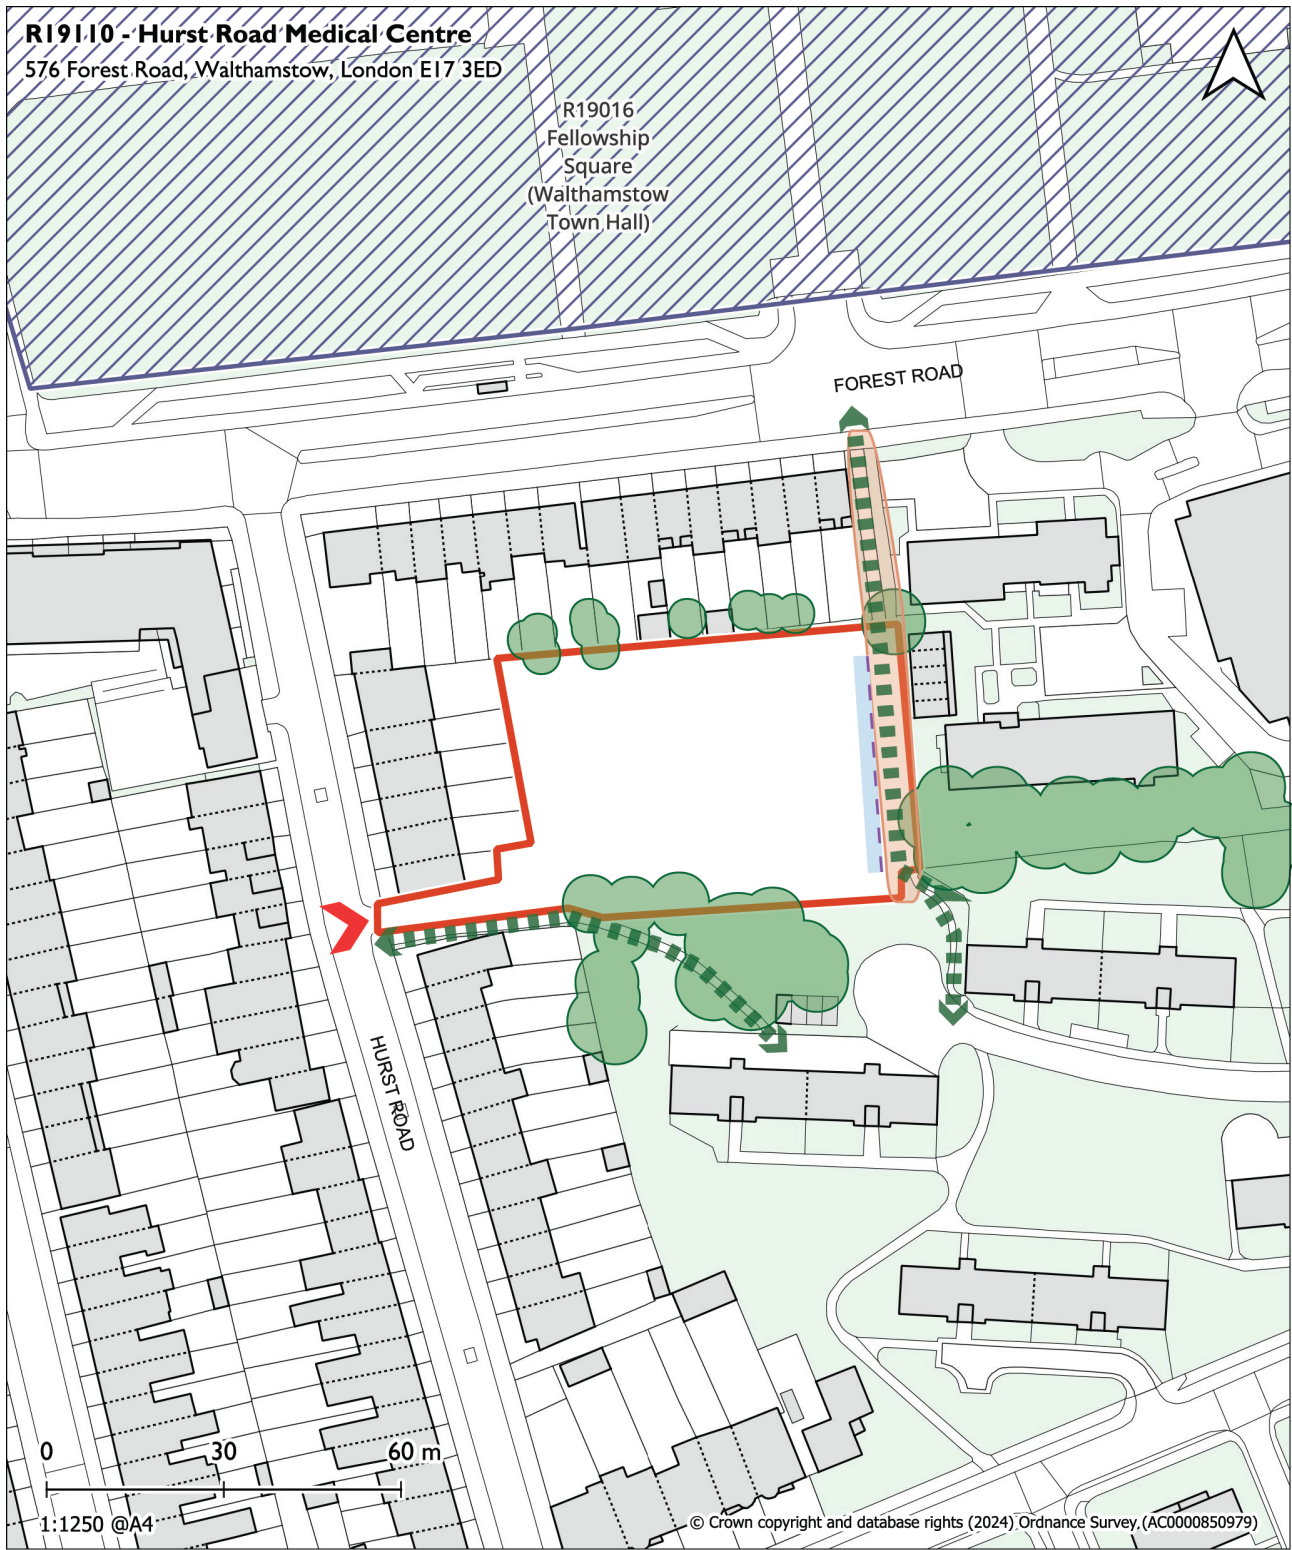 R19110 - Hurst Road Medical Centre
576 Forest Road, Walthamstow, London E17 3ED
R19016
Fellowship
Square
(Walthamstow
Town Hall)
FOREST ROAD
HURST ROAD
0 30 60 m
1:1250 @A4
© Crown copyright and database rights (2024) Ordnance Survey (AC0000850979)